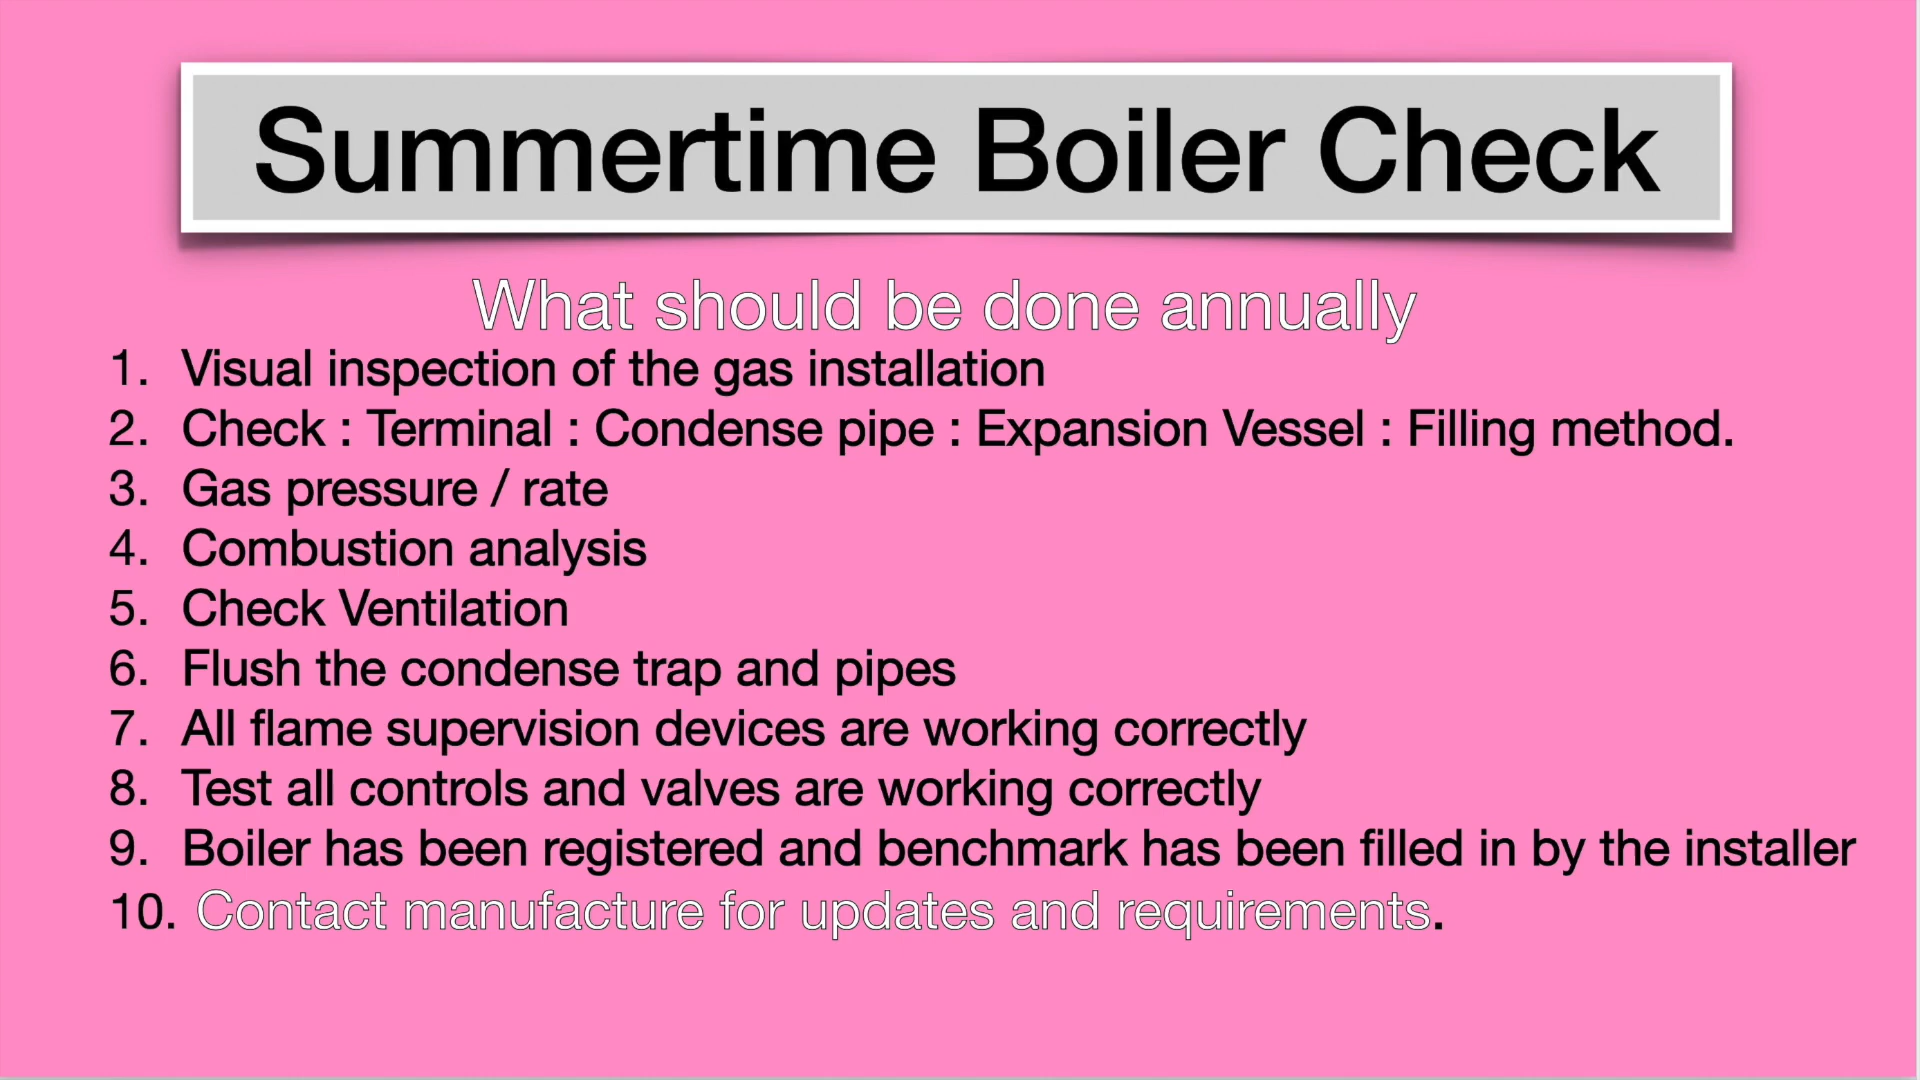 Summertime Boiler Check
What should be done annually
1. Visual inspection of the gas installation
2. Check : Terminal : Condense pipe : Expansion Vessel : Filling method.
3. Gas pressure / rate
4. Combustion analysis
5. Check Ventilation
6. Flush the condense trap and pipes
7. All flame supervision devices are working correctly
8. Test all controls and valves are working correctly
9. Boiler has been registered and benchmark has been filled in by the installer
10. Contact manufacture for updates and requirements.